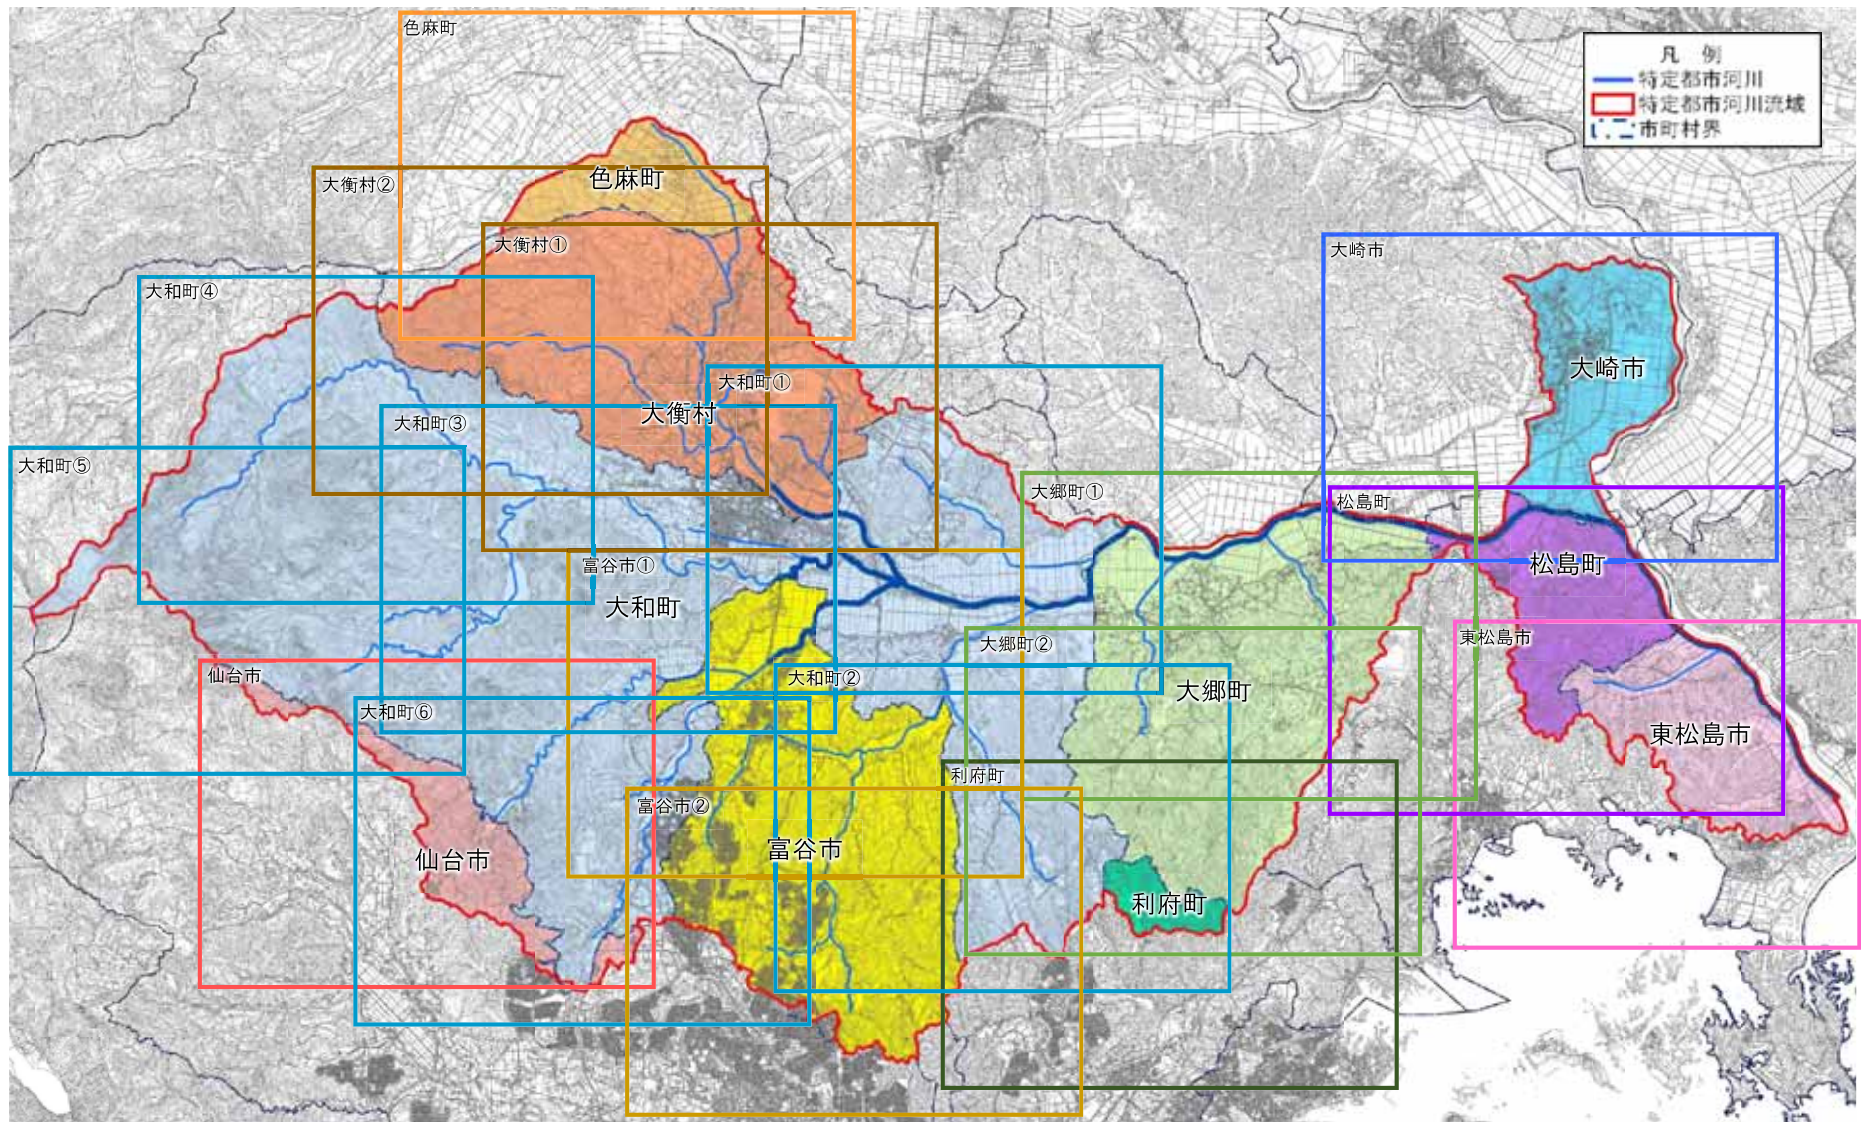 色麻町
凡 例
特定都市河川
特定都市河川流域
市町村界
色麻町
大衡村②
大衡村①
大崎市
大和町④
大崎市
大和町①
大衡村
大和町③
大和町⑤
大郷町①
松島町
富谷市①
松島町
大和町
大郷町②
東松島市
仙台市
大和町②
大郷町
大和町⑥
東松島市
利府町
富谷市②
富谷市
仙台市
利府町